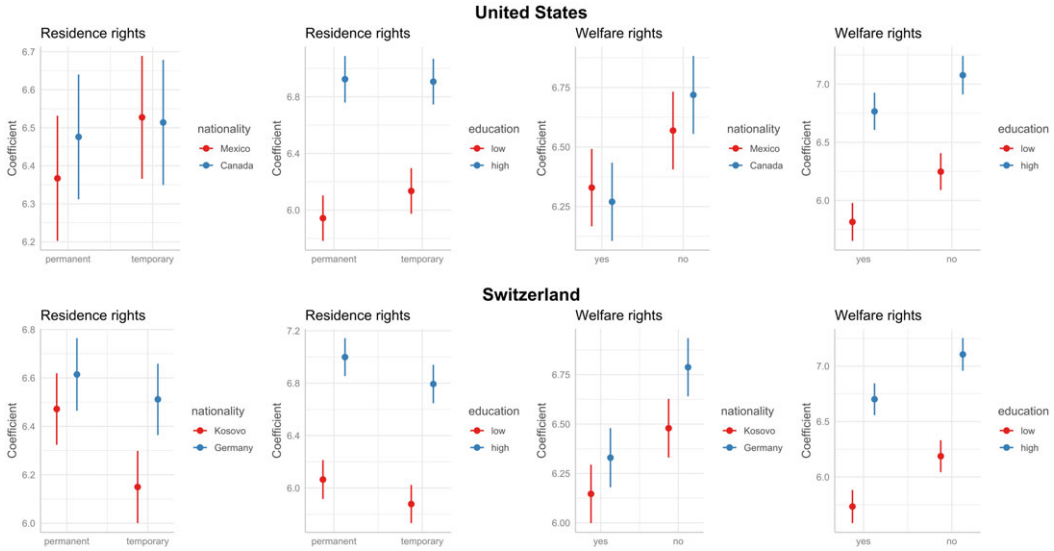 United States
Residence rights
Coefficient
6.7
6.6
6.5
6.4
6.3
6.2
permanent
temporary
nationality
Mexico
Canada
Residence rights
Coefficient
6.8
6.4
6.0
permanent
temporary
education
low
high
Welfare rights
Coefficient
6.75
6.50
6.25
yes
no
nationality
Mexico
Canada
Welfare rights
Coefficient
7.0
6.5
6.0
yes
no
education
low
high
Switzerland
Residence rights
Coefficient
6.8
6.6
6.4
6.2
6.0
permanent
temporary
nationality
Kosovo
Germany
Residence rights
Coefficient
7.2
6.8
6.4
6.0
permanent
temporary
education
low
high
Welfare rights
Coefficient
6.75
6.50
6.25
6.00
yes
no
nationality
Kosovo
Germany
Welfare rights
Coefficient
7.0
6.5
6.0
yes
no
education
low
high